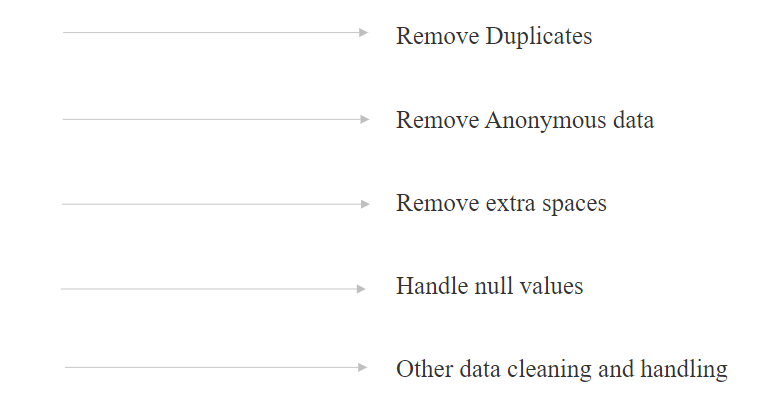 Remove Duplicates
Remove Anonymous data
Remove extra spaces
Handle null values
Other data cleaning and handling